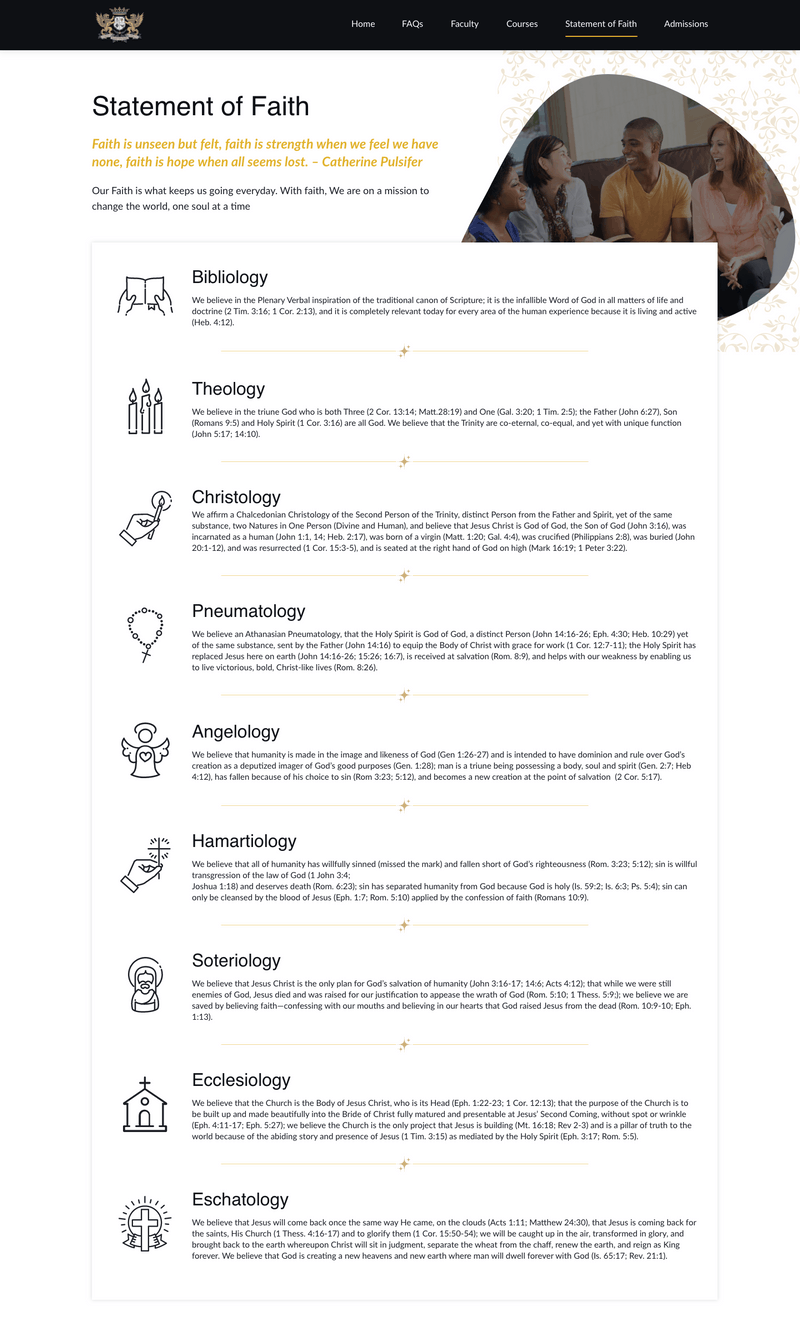 Home FAQs Faculty Courses Statement of Faith Admissions
Statement of Faith
Faith is unseen but felt, faith is strength when we feel we have
none, faith is hope when all seems lost. – Catherine Pulsifer
Our Faith is what keeps us going everyday. With faith, We are on a mission to
change the world, one soul at a time
Bibliology
We believe in the Plenary Verbal inspiration of the traditional canon of Scripture; it is the infallible Word of God in all matters of life and
doctrine (2 Tim. 3:16; 1 Cor. 2:13), and it is completely relevant today for every area of the human experience because it is living and active
(Heb. 4:12).
Theology
We believe in the triune God who is both Three (2 Cor. 13:14; Matt.28:19) and One (Gal. 3:20; 1 Tim. 2:5); the Father (John 6:27), Son
(Romans 9:5) and Holy Spirit (1 Cor. 3:16) are all God. We believe that the Trinity are co-eternal, co-equal, and yet with unique function
(John 5:17; 14:10).
Christology
We affirm a Chalcedonian Christology of the Second Person of the Trinity, distinct Person from the Father and Spirit, yet of the same
substance, two Natures in One Person (Divine and Human), and believe that Jesus Christ is God of God, the Son of God (John 3:16), was
incarnated as a human (John 1:1, 14; Heb. 2:17), was born of a virgin (Matt. 1:20; Gal. 4:4), was crucified (Philippians 2:8), was buried (John
20:1-12), and was resurrected (1 Cor. 15:3-5), and is seated at the right hand of God on high (Mark 16:19; 1 Peter 3:22).
Pneumatology
We believe an Athanasian Pneumatology, that the Holy Spirit is God of God, a distinct Person (John 14:16-26; Eph. 4:30; Heb. 10:29) yet
of the same substance, sent by the Father (John 14:16) to equip the Body of Christ with grace for work (1 Cor. 12:7-11); the Holy Spirit has
replaced Jesus here on earth (John 14:16-26; 15:26; 16:7), is received at salvation (Rom. 8:9), and helps with our weakness by enabling us
to live victorious, bold, Christ-like lives (Rom. 8:26).
Angelology
We believe that humanity is made in the image and likeness of God (Gen 1:26-27) and is intended to have dominion and rule over God's
creation as a deputized imager of God's good purposes (Gen. 1:28); man is a triune being possessing a body, soul and spirit (Gen. 2:7; Heb
4:12), has fallen because of his choice to sin (Rom 3:23; 5:12), and becomes a new creation at the point of salvation (2 Cor. 5:17).
Hamartiology
We believe that all of humanity has willfully sinned (missed the mark) and fallen short of God's righteousness (Rom. 3:23; 5:12); sin is willful
transgression of the law of God (1 John 3:4;
Joshua 1:18) and deserves death (Rom. 6:23); sin has separated humanity from God because God is holy (Is. 59:2; Is. 6:3; Ps. 5:4); sin can
only be cleansed by the blood of Jesus (Eph. 1:7; Rom. 5:10) applied by the confession of faith (Romans 10:9).
Soteriology
We believe that Jesus Christ is the only plan for God's salvation of humanity (John 3:16-17; 14:6; Acts 4:12); that while we were still
enemies of God, Jesus died and was raised for our justification to appease the wrath of God (Rom. 5:10; 1 Thess. 5:9;); we believe we are
saved by believing faith—confessing with our mouths and believing in our hearts that God raised Jesus from the dead (Rom. 10:9-10; Eph.
1:13).
Ecclesiology
We believe that the Church is the Body of Jesus Christ, who is its Head (Eph. 1:22-23; 1 Cor. 12:13); that the purpose of the Church is to
be built up and made beautifully into the Bride of Christ fully matured and presentable at Jesus' Second Coming, without spot or wrinkle
(Eph. 4:11-17; Eph. 5:27); we believe the Church is the only project that Jesus is building (Mt. 16:18; Rev 2-3) and is a pillar of truth to the
world because of the abiding story and presence of Jesus (1 Tim. 3:15) as mediated by the Holy Spirit (Eph. 3:17; Rom. 5:5).
Eschatology
We believe that Jesus will come back once the same way He came, on the clouds (Acts 1:11; Matthew 24:30), that Jesus is coming back for
the saints, His Church (1 Thess. 4:16-17) and to glorify them (1 Cor. 15:50-54); we will be caught up in the air, transformed in glory, and
brought back to the earth whereupon Christ will sit in judgment, separate the wheat from the chaff, renew the earth, and reign as King
forever. We believe that God is creating a new heavens and new earth where man will dwell forever with God (Is. 65:17; Rev. 21:1).